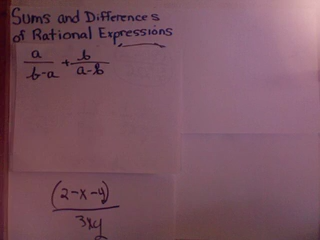 Sums and Differences
of Rational Expressions
a/(b-a) + b/(a-b)
(2-x-y)/3xy